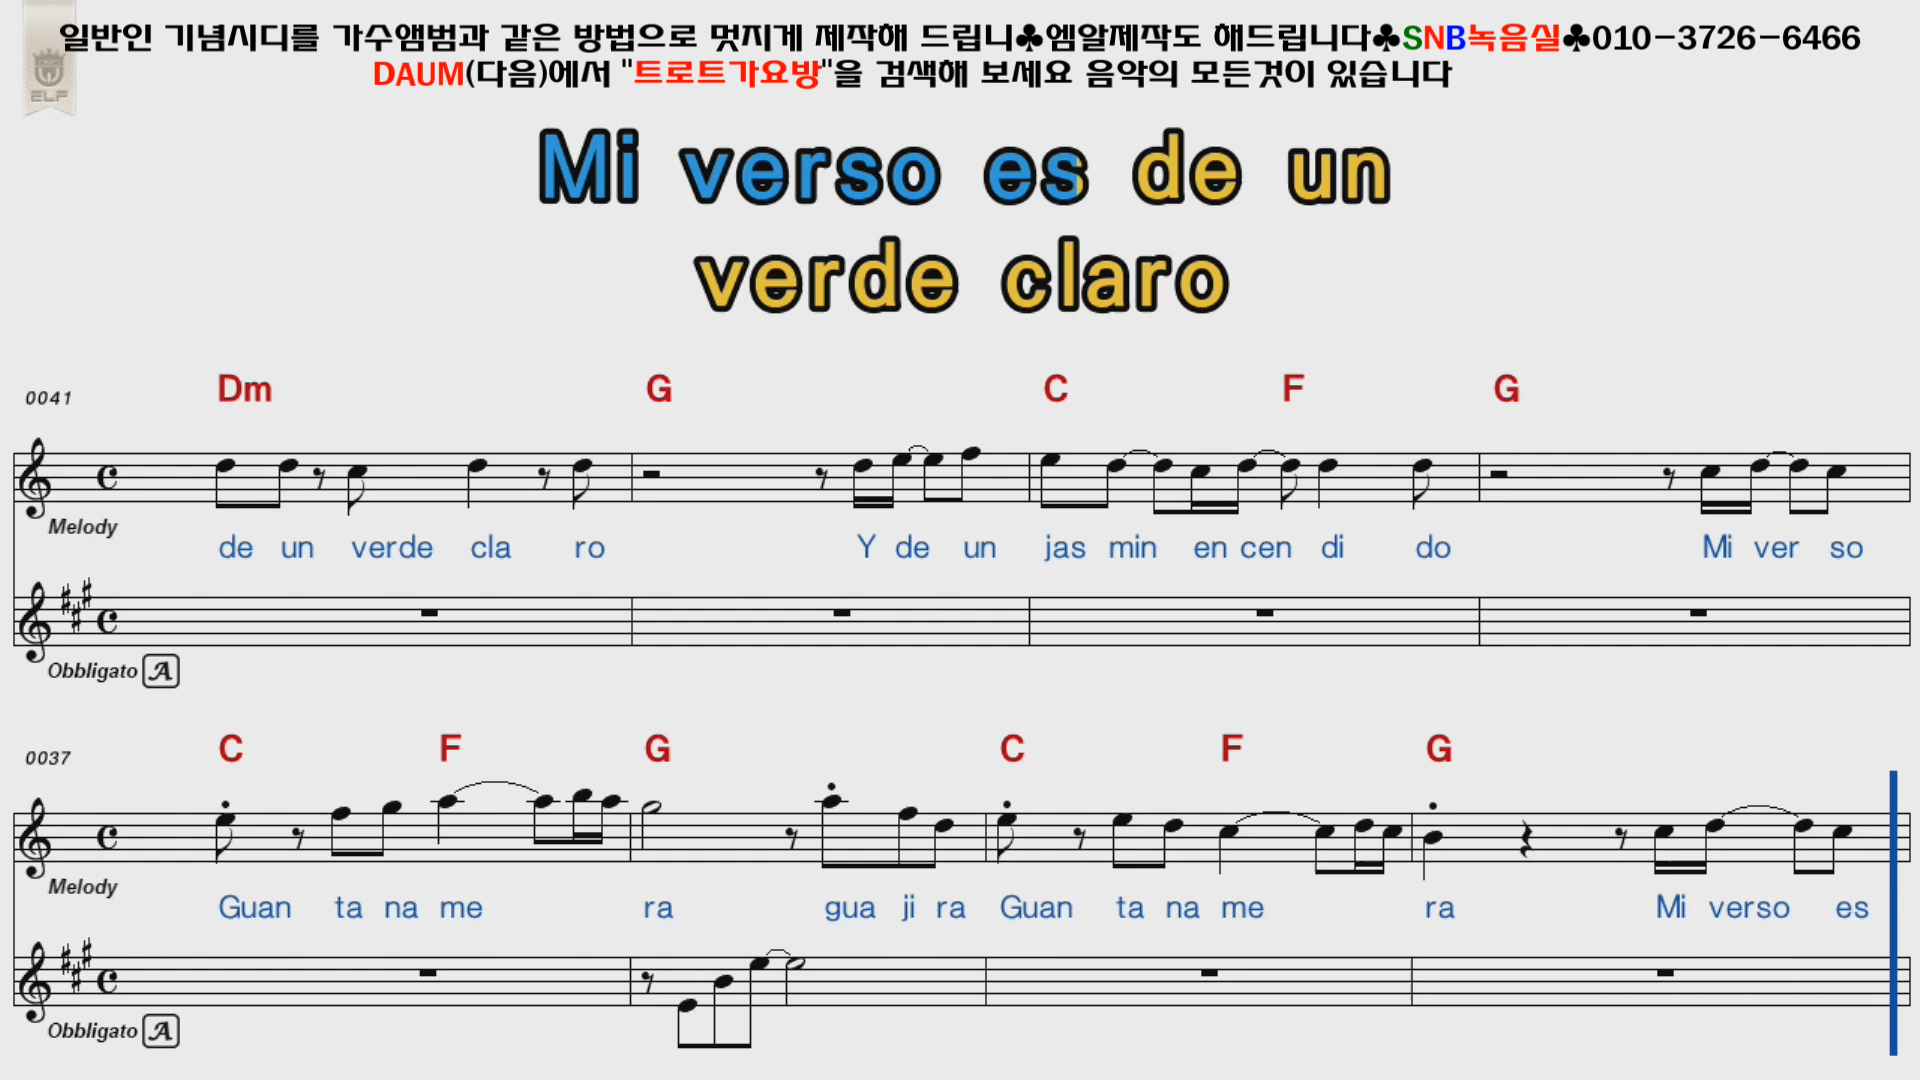 일반인 기념시디를 가수앨범과 같은 방법으로 멋지게 제작해 드립니♣엠알제작도 해드립니다♣SNB녹음실♣010-3726-6466
DAUM(다음)에서 "트로트가요방"을 검색해 보세요 음악의 모든것이 있습니다
ELF
Mi verso es de un
verde claro
0041 Dm G C F G
Melody
de un verde cla ro Y de un jas min en cen di do Mi ver so
Obbligato A
0037 C F G C F G
Melody
Guan ta na me ra gua ji ra Guan ta na me ra Mi verso es
Obbligato A